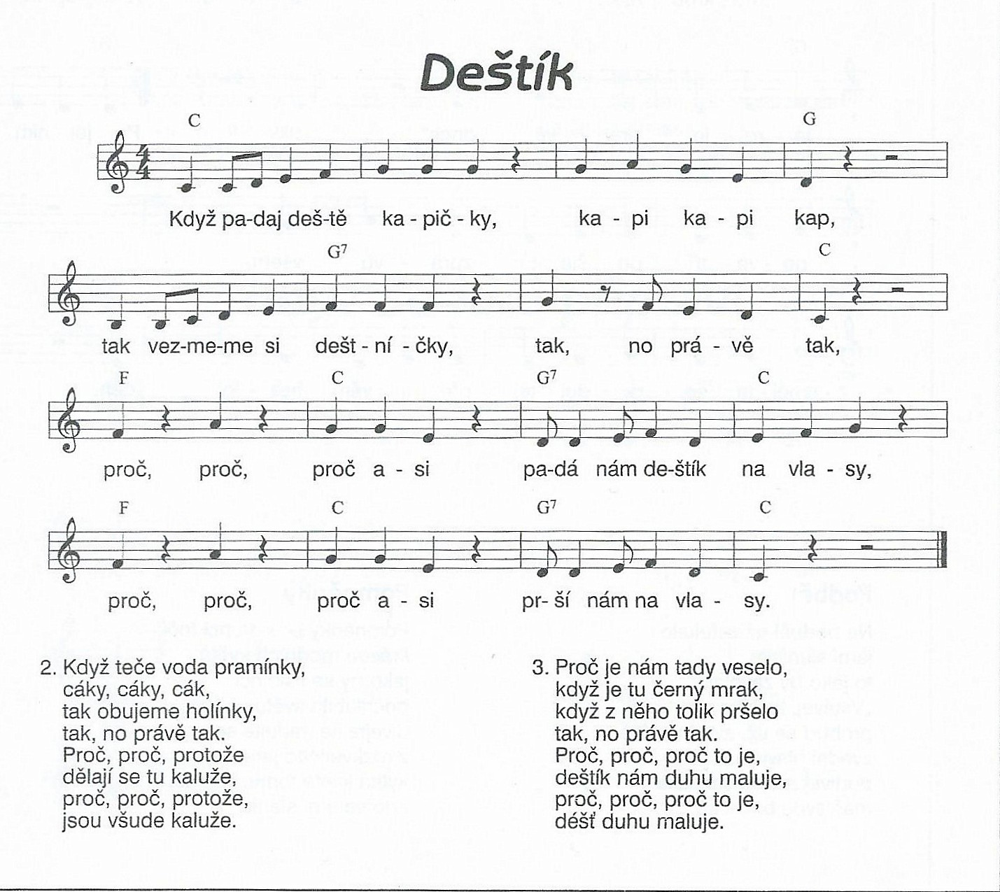 Deštík
C G
Když pa-daj deš-tě ka - pič - ky, ka - pi ka - pi kap,
G7 C
tak vez-me-me si dešt - ní - čky, tak, no prá - vě tak,
F C G7 C
proč, proč, proč a - si pa-dá nám de-štík na vla - sy,
F C G7 C
proč, proč, proč a - si pr- ší nám na vla - sy.
2. Když teče voda pramínky,
cáky, cáky, cák,
tak obujeme holínky,
tak, no právě tak.
Proč, proč, protože
dělají se tu kaluže,
proč, proč, protože,
jsou všude kaluže.
3. Proč je nám tady veselo,
když je tu černý mrak,
když z něho tolik pršelo
tak, no právě tak.
Proč, proč, proč to je,
deštík nám duhu maluje,
proč, proč, proč to je,
déšť duhu maluje.